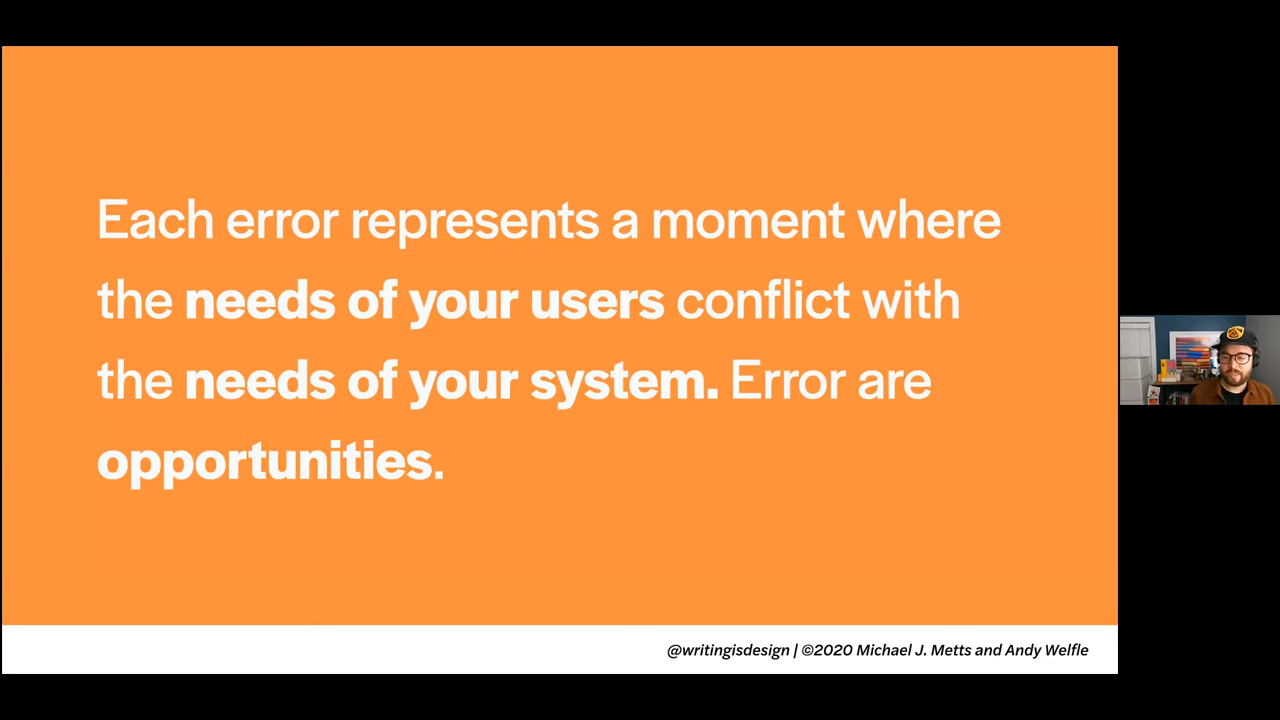 Each error represents a moment where
the needs of your users conflict with
the needs of your system. Error are
opportunities.
@writingisdesign | ©2020 Michael J. Metts and Andy Welfle